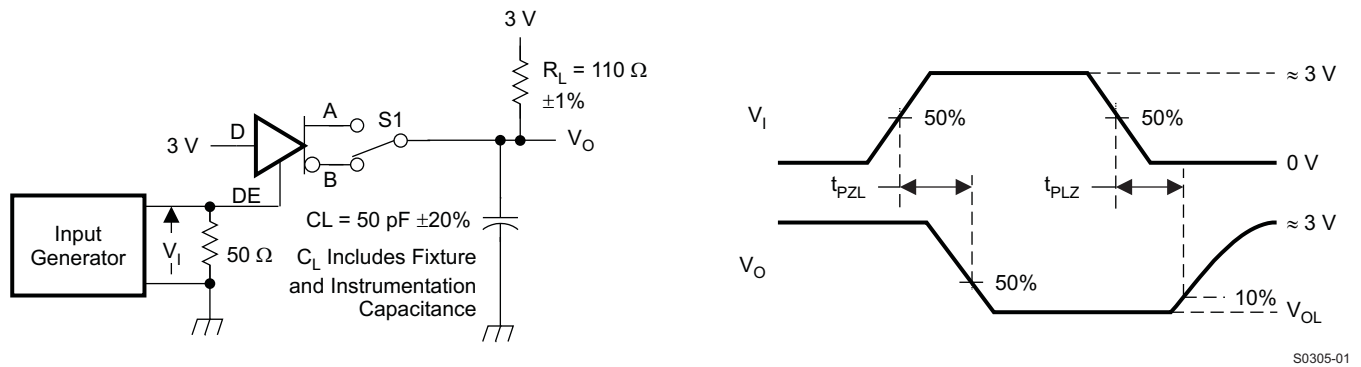 3 V
R_L = 110 Ω
±1%
A
S1
D
3 V
V_O
B
DE
CL = 50 pF ±20%
Input
Generator
V_I
50 Ω
C_L Includes Fixture
and Instrumentation
Capacitance
≈ 3 V
V_I
50%
50%
0 V
t_PZL
t_PLZ
≈ 3 V
V_O
50%
10%
V_OL
S0305-01